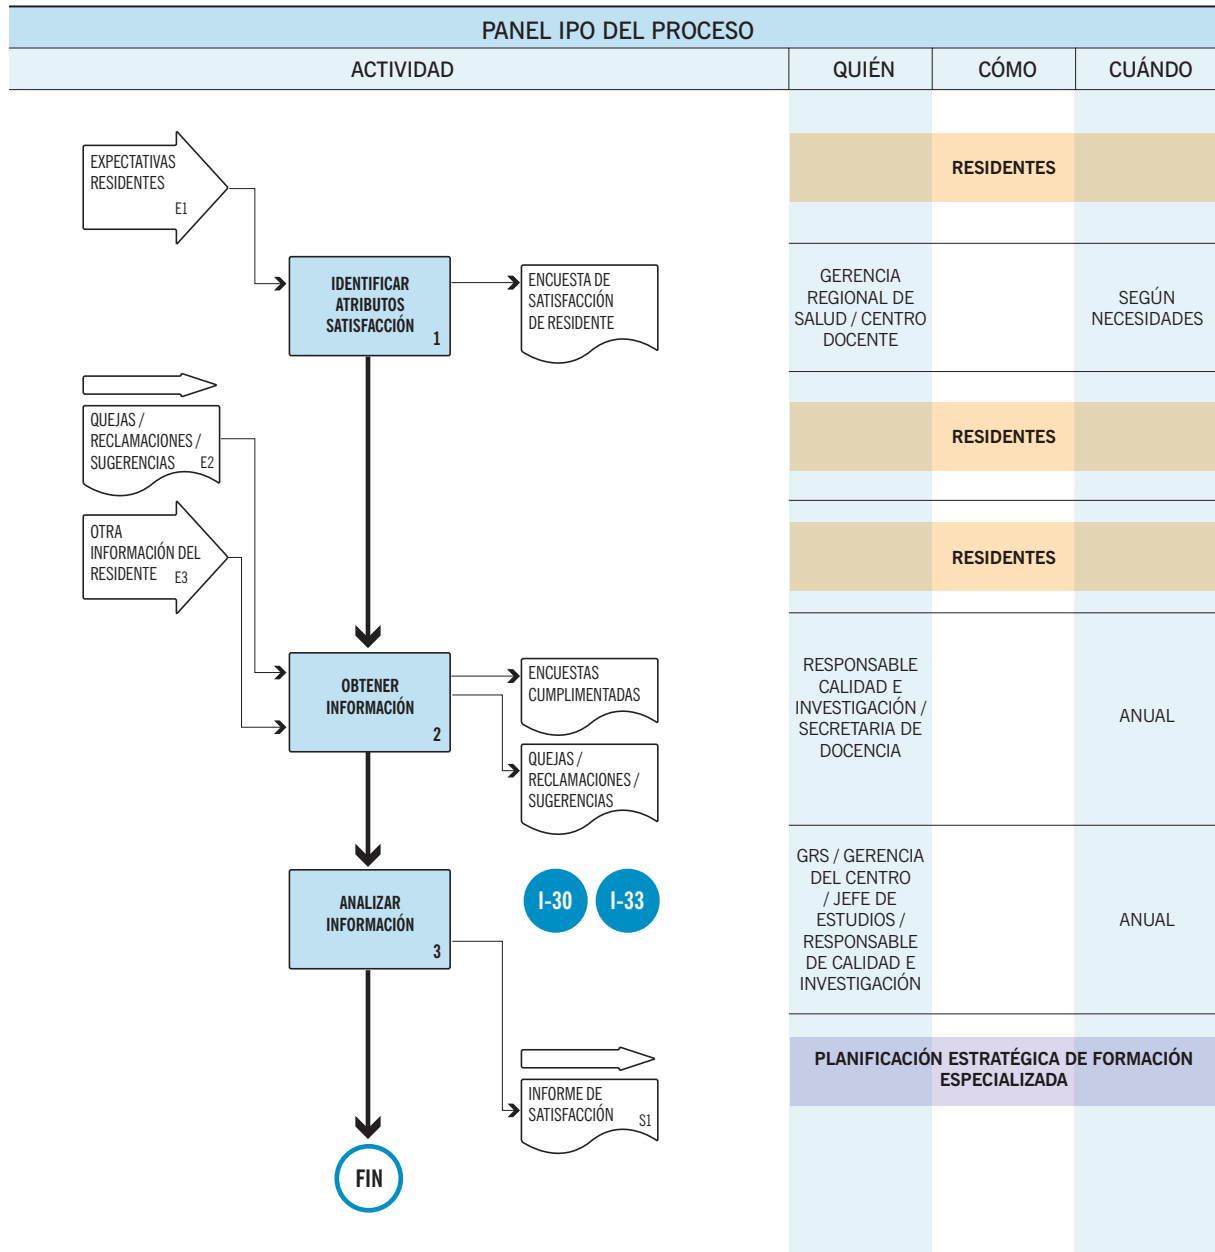 PANEL IPO DEL PROCESO
ACTIVIDAD
QUIÉN
CÓMO
CUÁNDO
EXPECTATIVAS
RESIDENTES
E1
RESIDENTES
IDENTIFICAR
ATRIBUTOS
SATISFACCIÓN
1
ENCUESTA DE
SATISFACCIÓN
DE RESIDENTE
GERENCIA
REGIONAL DE
SALUD / CENTRO
DOCENTE
SEGÚN
NECESIDADES
QUEJAS /
RECLAMACIONES /
SUGERENCIAS
E2
RESIDENTES
OTRA
INFORMACIÓN DEL
RESIDENTE
E3
RESIDENTES
OBTENER
INFORMACIÓN
2
ENCUESTAS
CUMPLIMENTADAS
QUEJAS /
RECLAMACIONES /
SUGERENCIAS
RESPONSABLE
CALIDAD E
INVESTIGACIÓN /
SECRETARIA DE
DOCENCIA
ANUAL
ANALIZAR
INFORMACIÓN
3
I-30
I-33
GRS / GERENCIA
DEL CENTRO
/ JEFE DE
ESTUDIOS /
RESPONSABLE
DE CALIDAD E
INVESTIGACIÓN
ANUAL
INFORME DE
SATISFACCIÓN
S1
PLANIFICACIÓN ESTRATÉGICA DE FORMACIÓN
ESPECIALIZADA
FIN